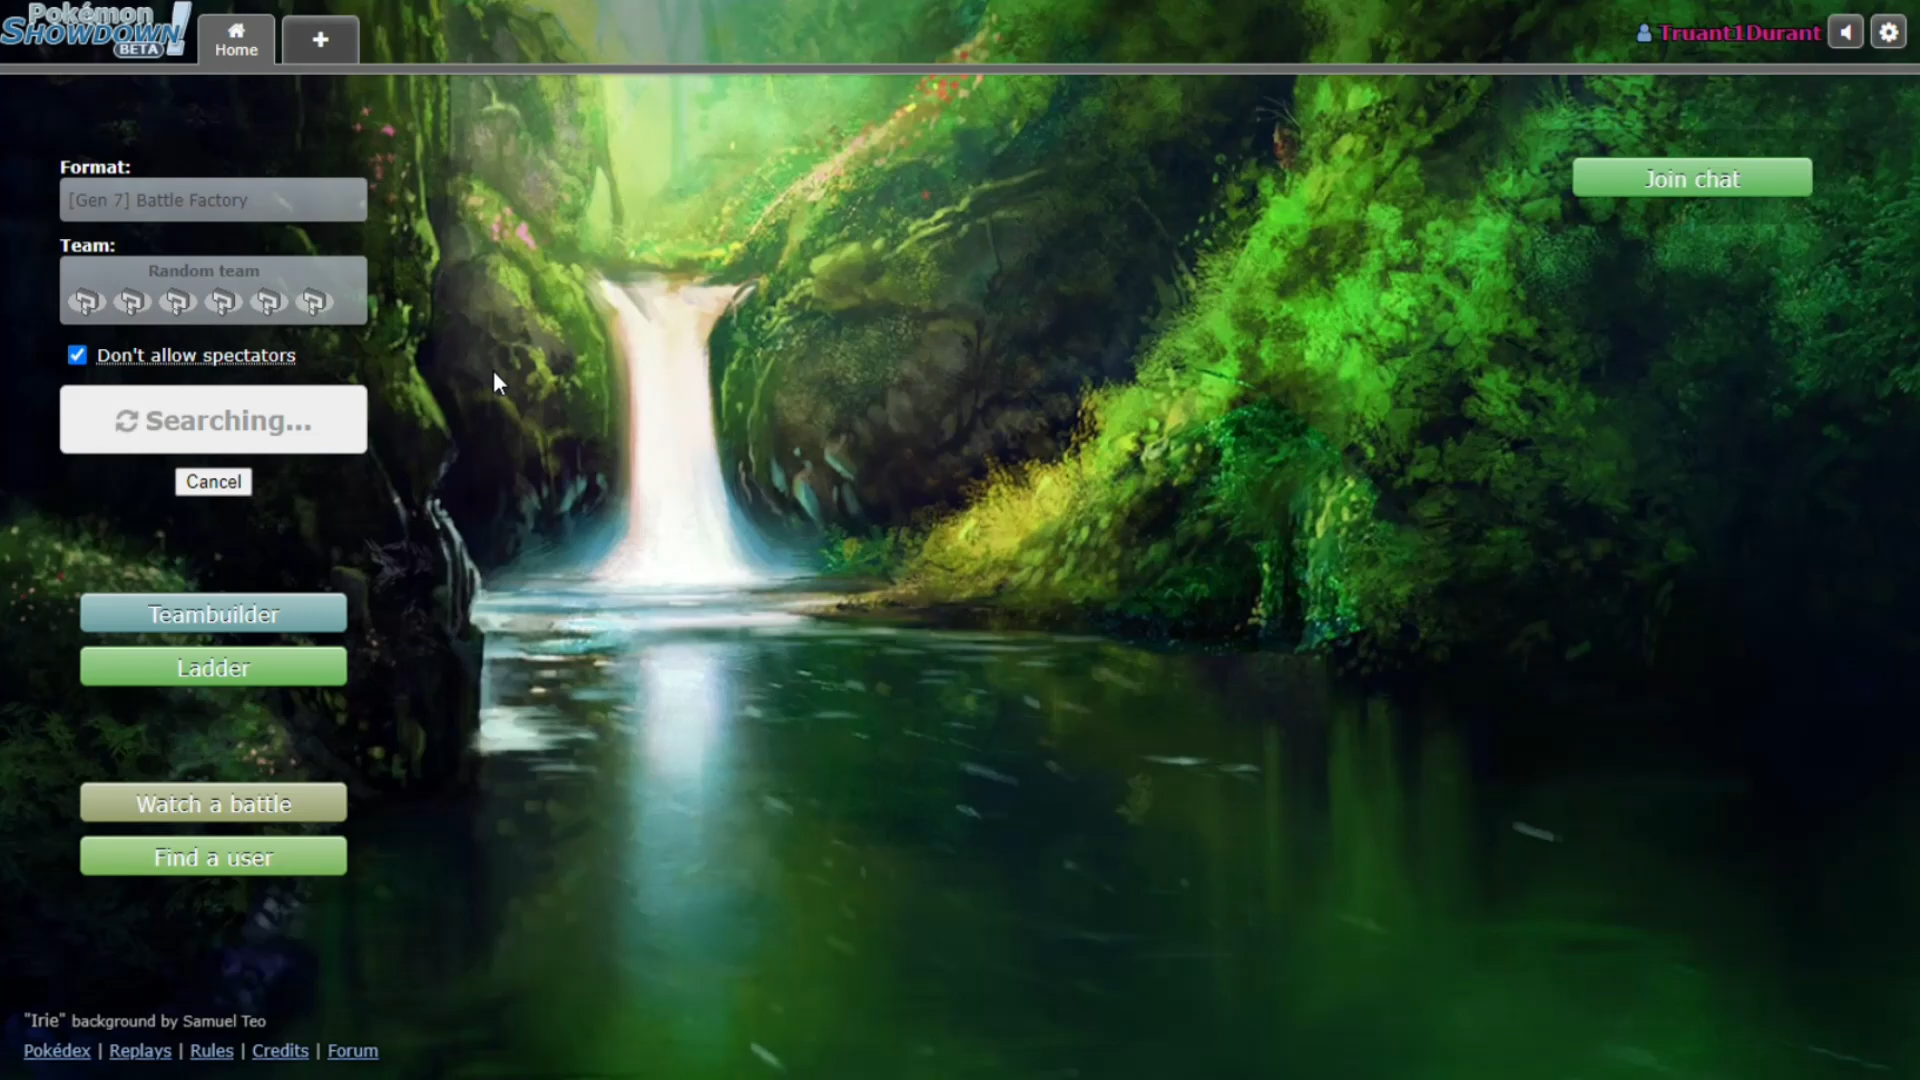 Pokémon
SHOWDOWN!
BETA
Home
+
Truant1Durant
Format:
[Gen 7] Battle Factory
Team:
Random team
Don't allow spectators
Searching...
Cancel
Join chat
Teambuilder
Ladder
Watch a battle
Find a user
"Irie" background by Samuel Teo
Pokédex | Replays | Rules | Credits | Forum